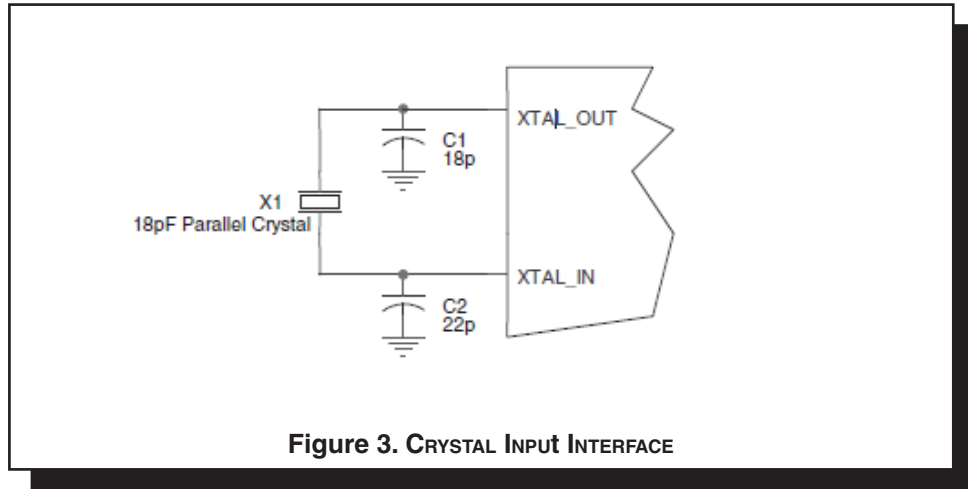 XTAL_OUT
C1
18p
X1
18pF Parallel Crystal
XTAL_IN
C2
22p
Figure 3. CRYSTAL INPUt INTERFACE